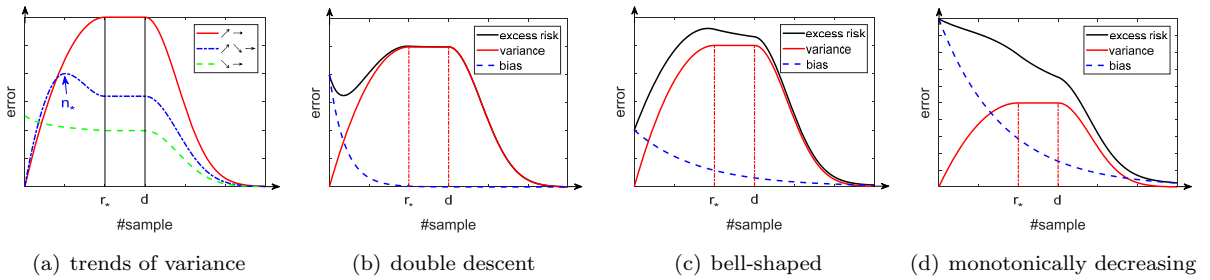 error
↗ →
↗ ↘ →
↘ →
n*
r*
d
#sample
(a) trends of variance
error
excess risk
variance
bias
r*
d
#sample
(b) double descent
error
excess risk
variance
bias
r*
d
#sample
(c) bell-shaped
error
excess risk
variance
bias
r*
d
#sample
(d) monotonically decreasing